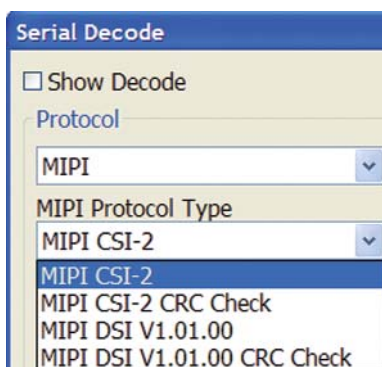 Serial Decode
Show Decode
Protocol
MIPI
MIPI Protocol Type
MIPI CSI-2
MIPI CSI-2
MIPI CSI-2 CRC Check
MIPI DSI V1.01.00
MIPI DSI V1.01.00 CRC Check